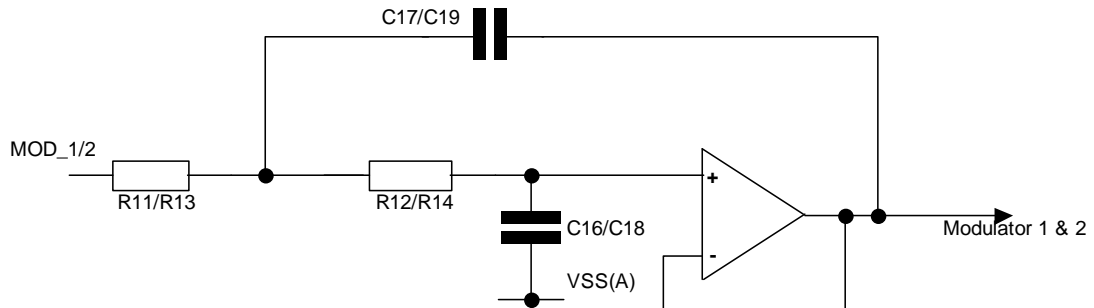 C17/C19
MOD_1/2
R11/R13
R12/R14
+
-
C16/C18
VSS(A)
Modulator 1 & 2